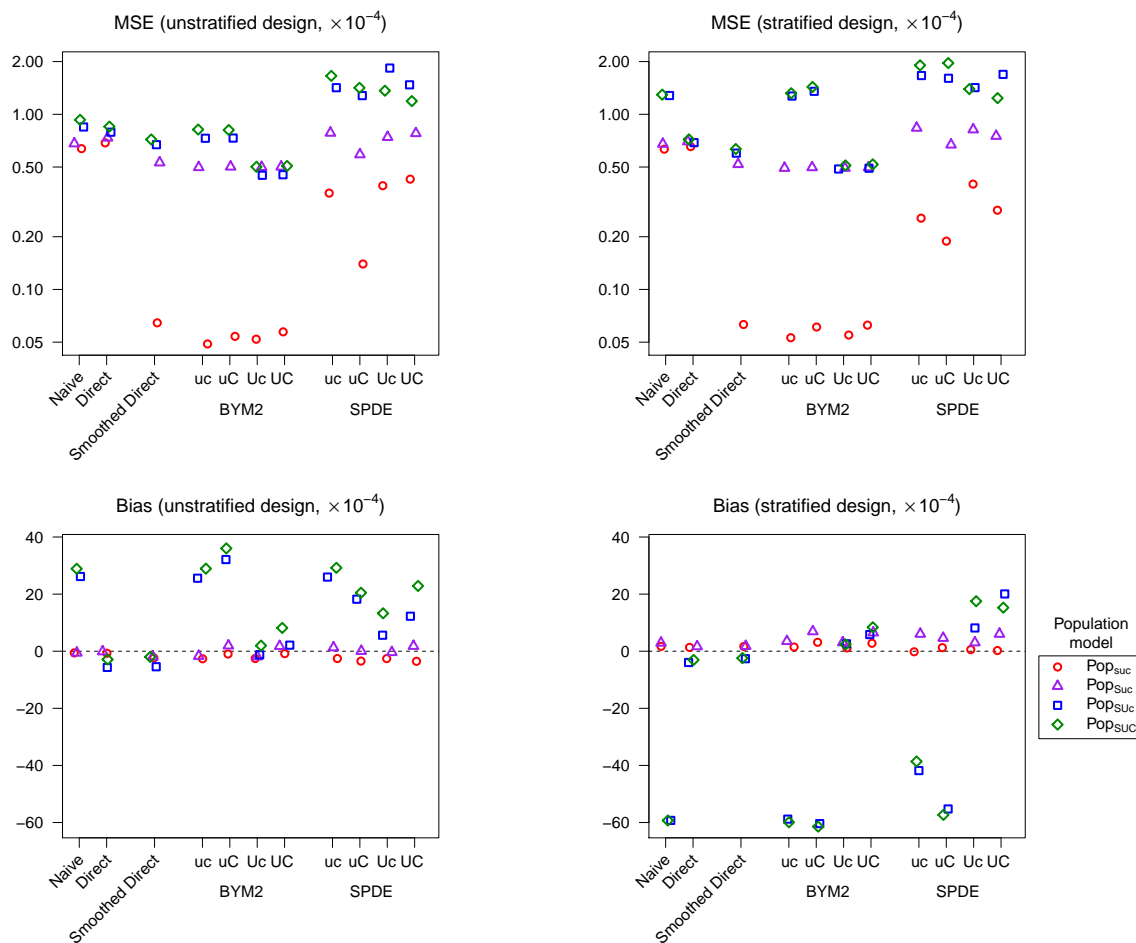 MSE (unstratified design, ×10⁻⁴)
2.00
1.00
0.50
0.20
0.10
0.05
Naive
Direct
Smoothed Direct
uc uC Uc UC
BYM2
uc uC Uc UC
SPDE
MSE (stratified design, ×10⁻⁴)
2.00
1.00
0.50
0.20
0.10
0.05
Naive
Direct
Smoothed Direct
uc uC Uc UC
BYM2
uc uC Uc UC
SPDE
Bias (unstratified design, ×10⁻⁴)
40
20
0
−20
−40
−60
Naive
Direct
Smoothed Direct
uc uC Uc UC
BYM2
uc uC Uc UC
SPDE
Bias (stratified design, ×10⁻⁴)
40
20
0
−20
−40
−60
Naive
Direct
Smoothed Direct
uc uC Uc UC
BYM2
uc uC Uc UC
SPDE
Population
model
Popsuc
PopSuc
PopSUc
PopSUC